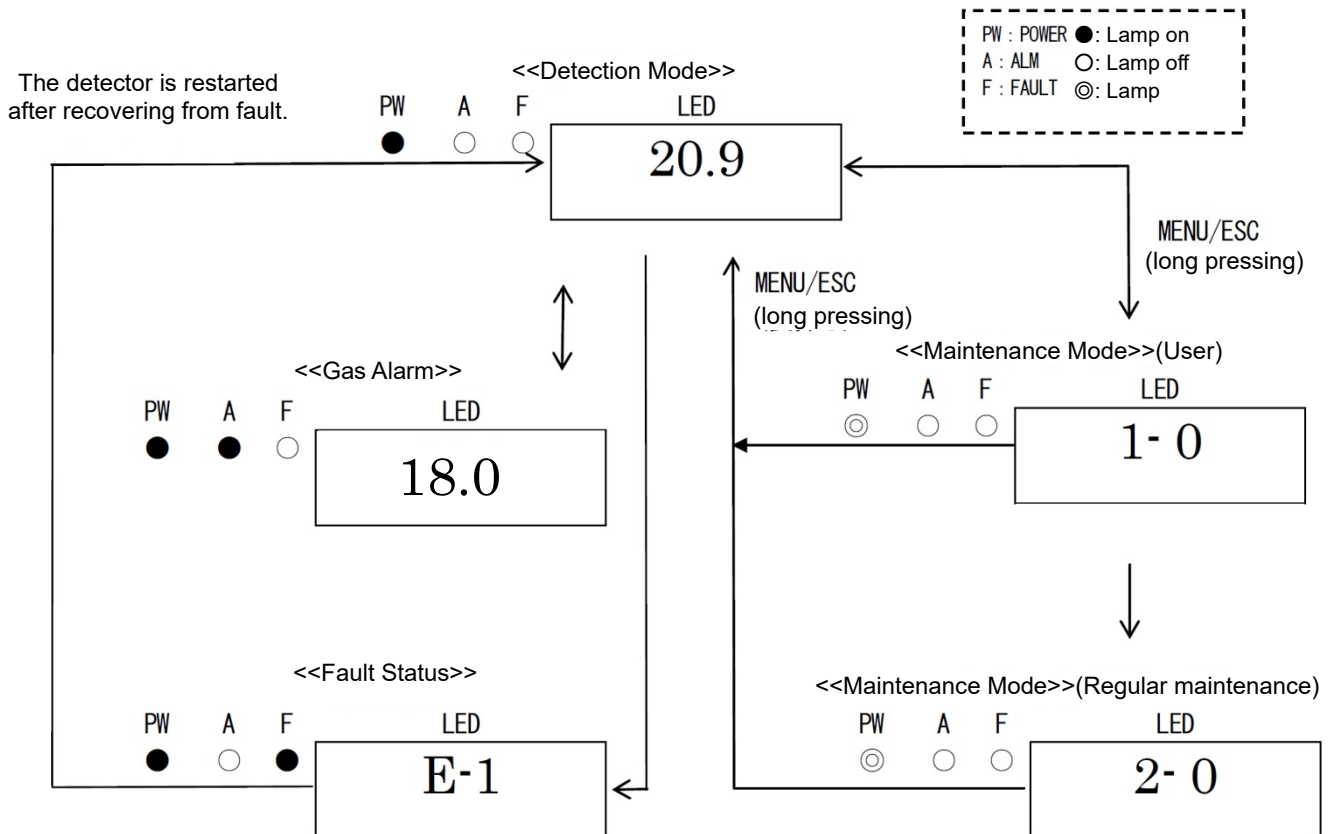 PW : POWER ●: Lamp on
A : ALM ○: Lamp off
F : FAULT ◎: Lamp
The detector is restarted
after recovering from fault.
<<Detection Mode>>
PW A F LED
20.9
MENU/ESC
(long pressing)
MENU/ESC
(long pressing)
<<Gas Alarm>>
PW A F LED
18.0
<<Maintenance Mode>>(User)
PW A F LED
1- 0
<<Fault Status>>
PW A F LED
E-1
<<Maintenance Mode>>(Regular maintenance)
PW A F LED
2- 0